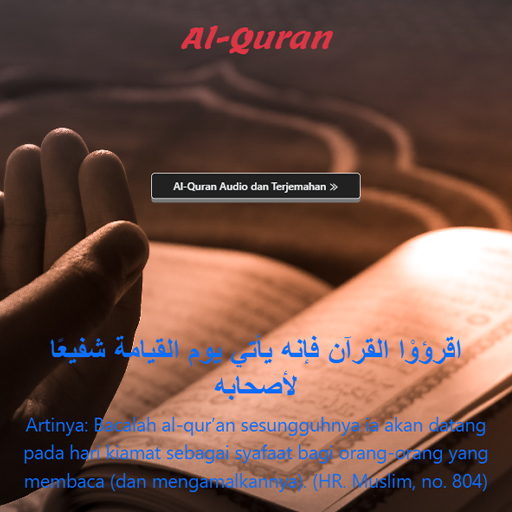 Al-Quran
Al-Quran Audio dan Terjemahan »
اقرؤوْا القرآن فإنه يأتي يوم القيامة شفيعًا
لأصحابه
Artinya: Bacalah al-qur’an sesungguhnya ia akan datang
pada hari kiamat sebagai syafaat bagi orang-orang yang
membaca (dan mengamalkannya). (HR. Muslim, no. 804)